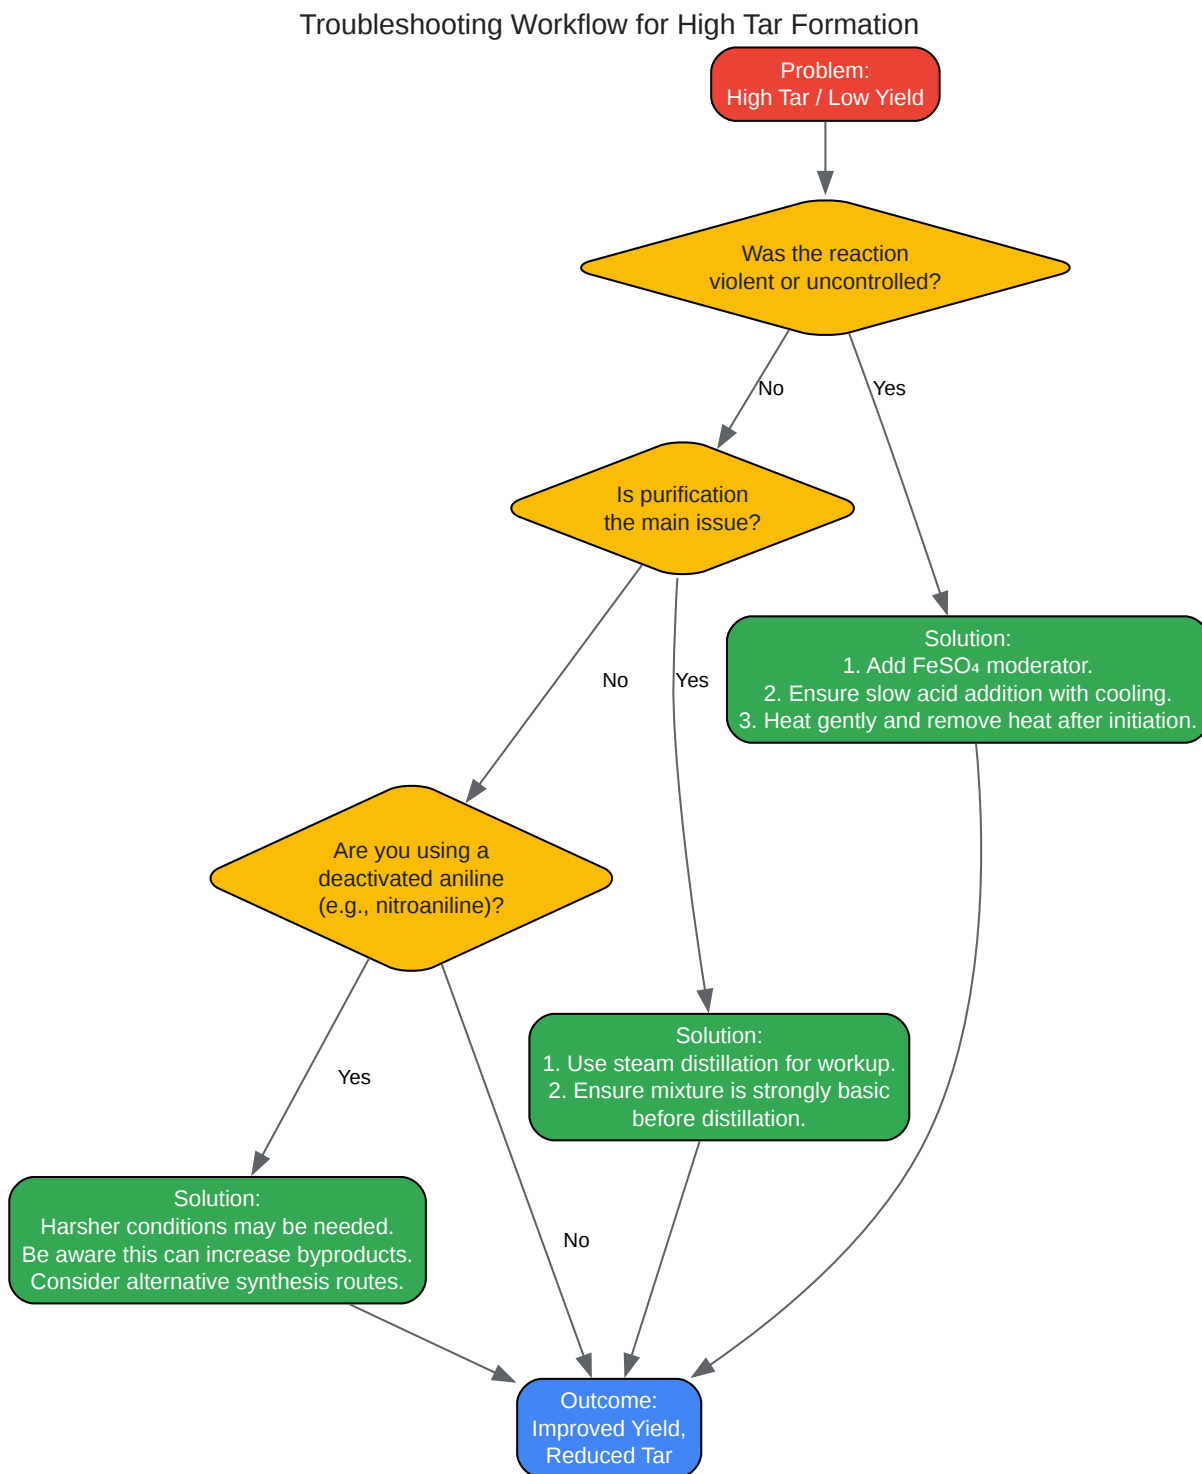 Troubleshooting Workflow for High Tar Formation
Problem:
High Tar / Low Yield
Was the reaction
violent or uncontrolled?
No
Yes
Is purification
the main issue?
No
Yes
Solution:
1. Add FeSO₄ moderator.
2. Ensure slow acid addition with cooling.
3. Heat gently and remove heat after initiation.
Are you using a
deactivated aniline
(e.g., nitroaniline)?
Yes
No
Solution:
1. Use steam distillation for workup.
2. Ensure mixture is strongly basic
before distillation.
Solution:
Harsher conditions may be needed.
Be aware this can increase byproducts.
Consider alternative synthesis routes.
Outcome:
Improved Yield,
Reduced Tar